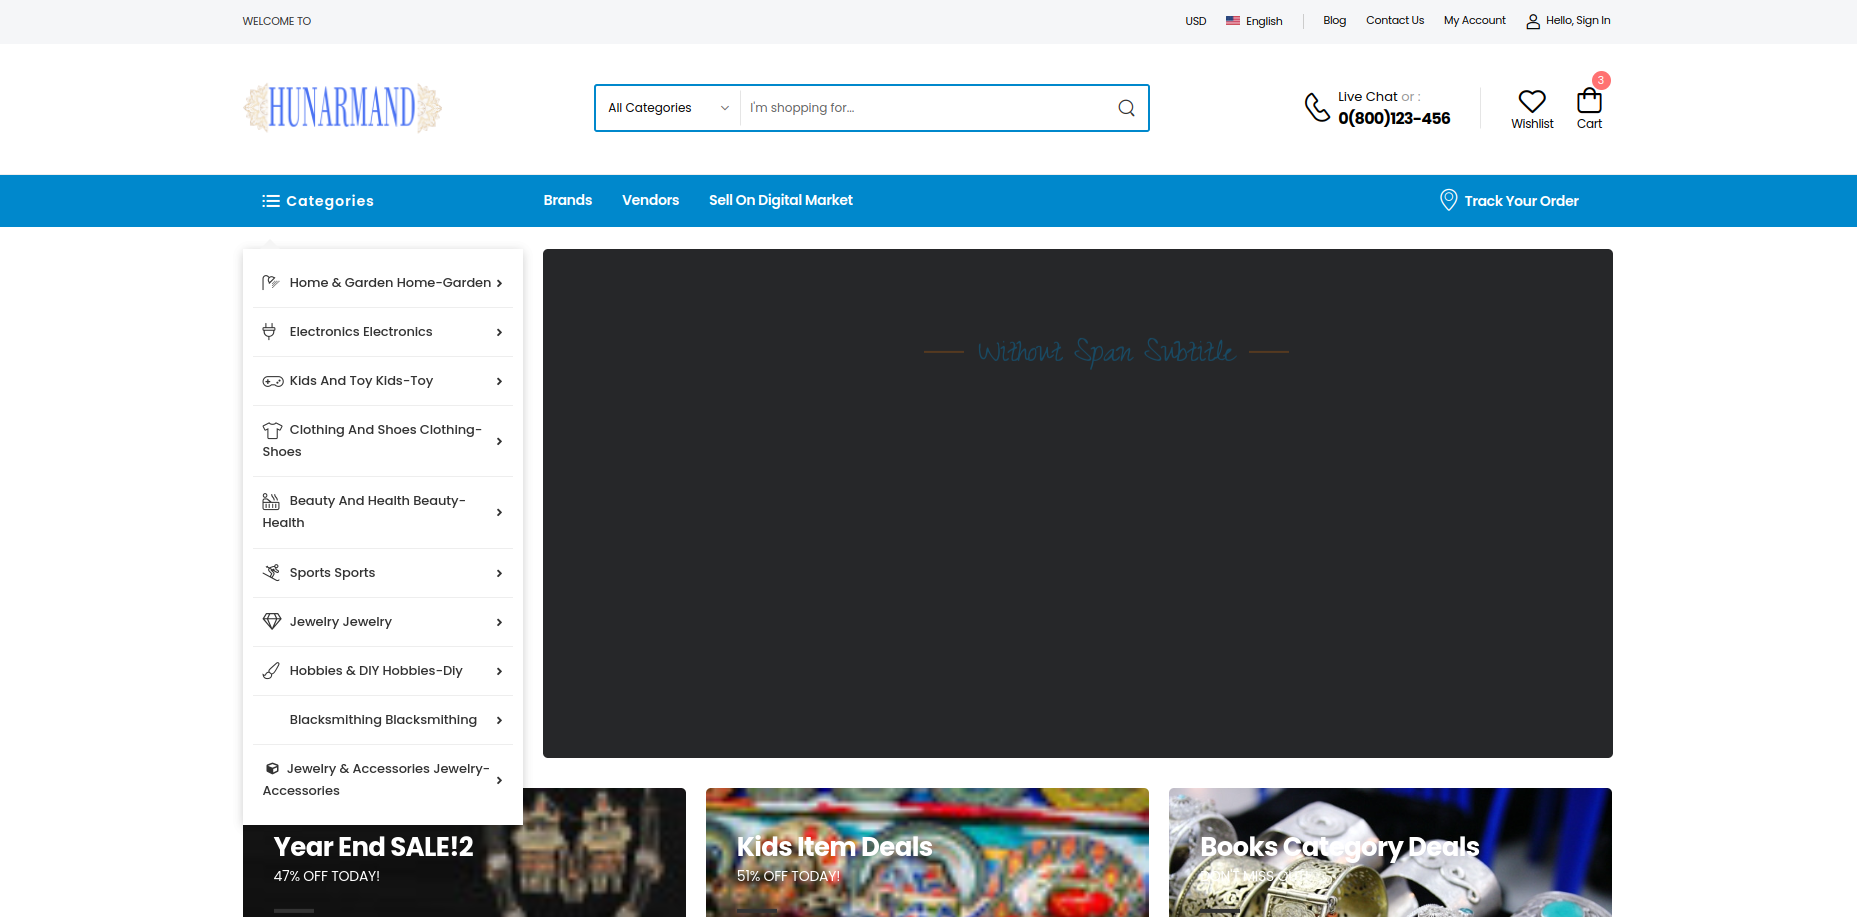 WELCOME TO
USD English Blog Contact Us My Account Hello, Sign In
HUNARMAND
All Categories I'm shopping for...
Live Chat or :
0(800)123-456
Wishlist
3
Cart
Categories Brands Vendors Sell On Digital Market Track Your Order
Home & Garden Home-Garden
Electronics Electronics
Kids And Toy Kids-Toy
Clothing And Shoes Clothing-
Shoes
Beauty And Health Beauty-
Health
Sports Sports
Jewelry Jewelry
Hobbies & DIY Hobbies-Diy
Blacksmithing Blacksmithing
Jewelry & Accessories Jewelry-
Accessories
Without Span Subtitle
Year End SALE!2
47% OFF TODAY!
Kids Item Deals
51% OFF TODAY!
Books Category Deals
DON'T MISS OUT